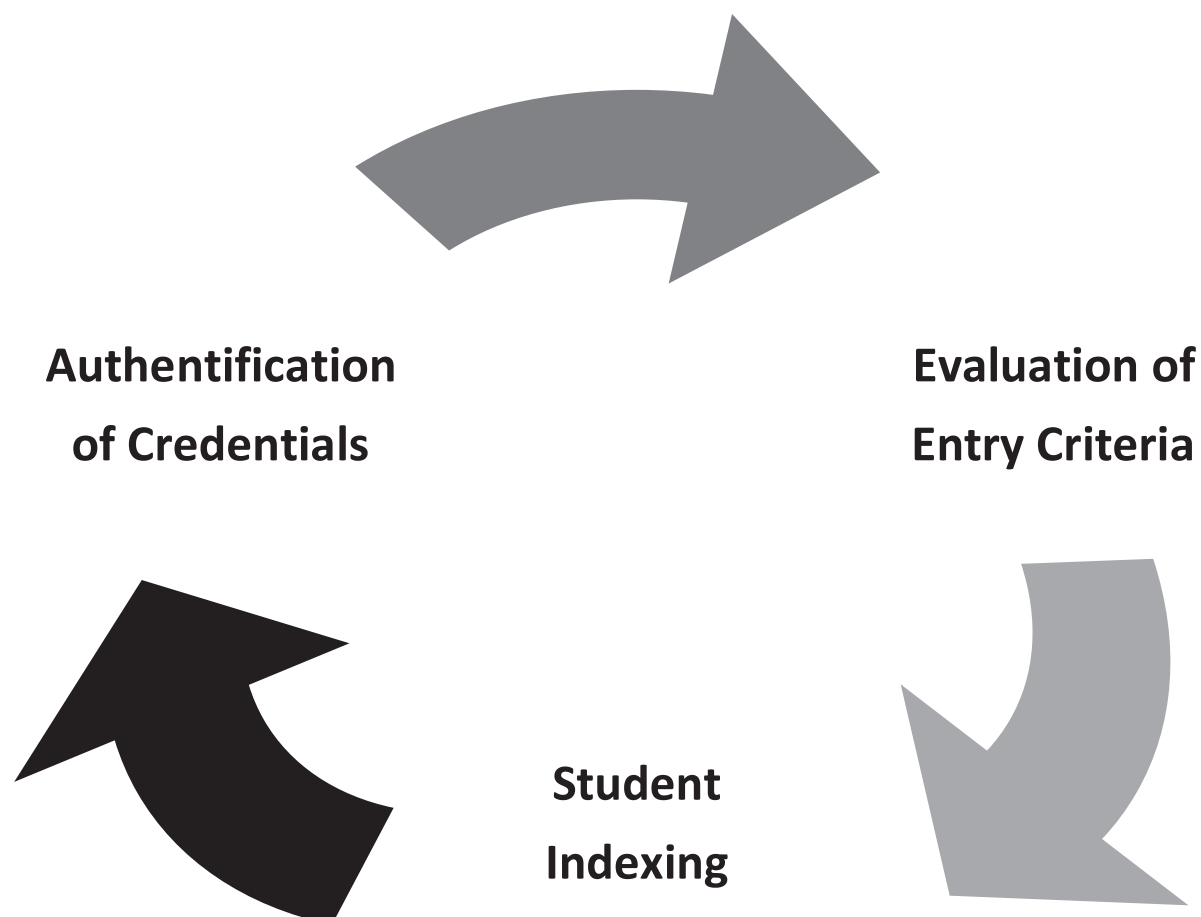 Authentification
of Credentials
Evaluation of
Entry Criteria
Student
Indexing